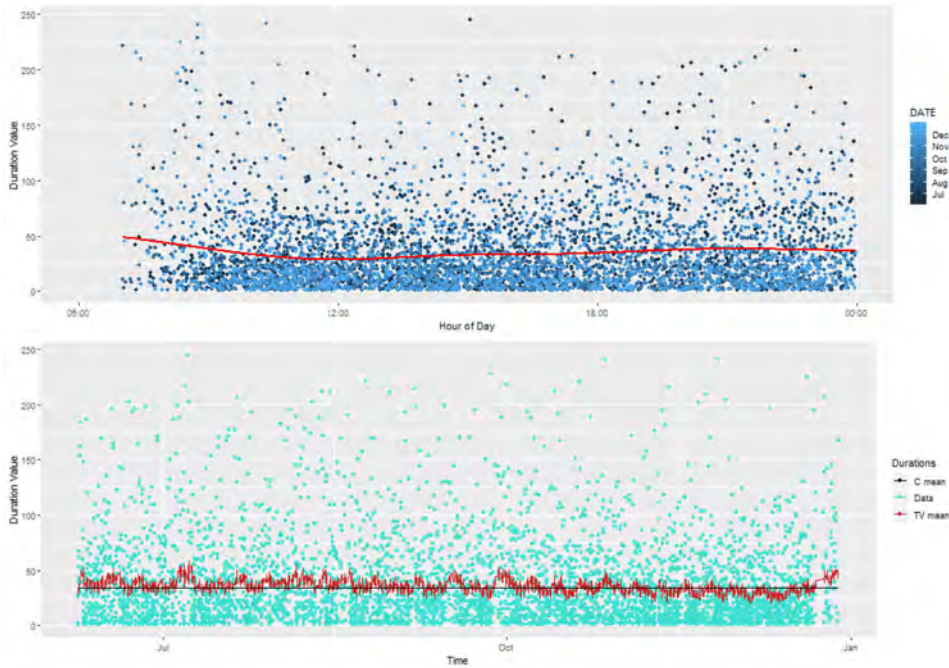 250
200
150
100
50
0
Duration Value
06:00
12:00
18:00
00:00
Hour of Day
DATE
Dec
Nov
Oct
Sep
Aug
Jul
250
200
150
100
50
0
Duration Value
Jul
Oct
Jan
Time
Durations
C mean
Data
TV mean